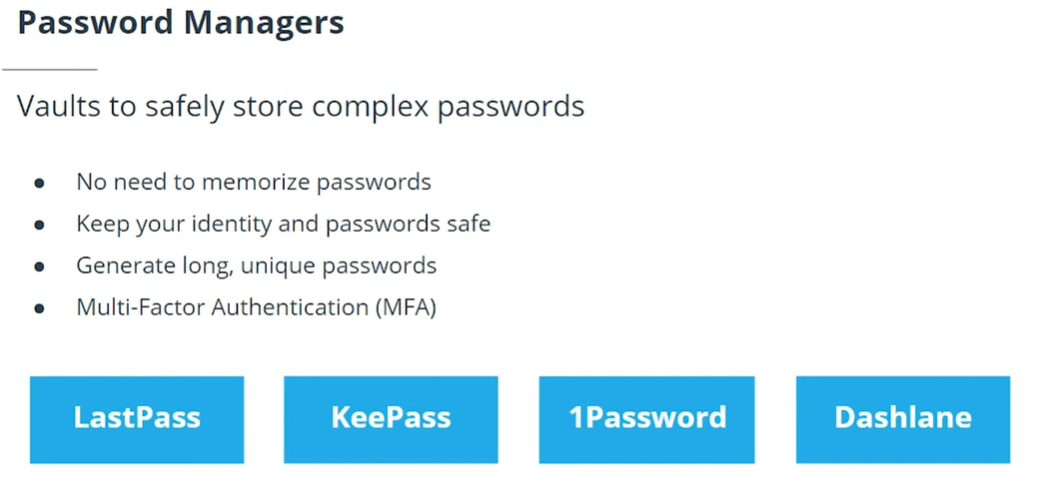 Password Managers
Vaults to safely store complex passwords
● No need to memorize passwords
● Keep your identity and passwords safe
● Generate long, unique passwords
● Multi-Factor Authentication (MFA)
LastPass
KeePass
1Password
Dashlane